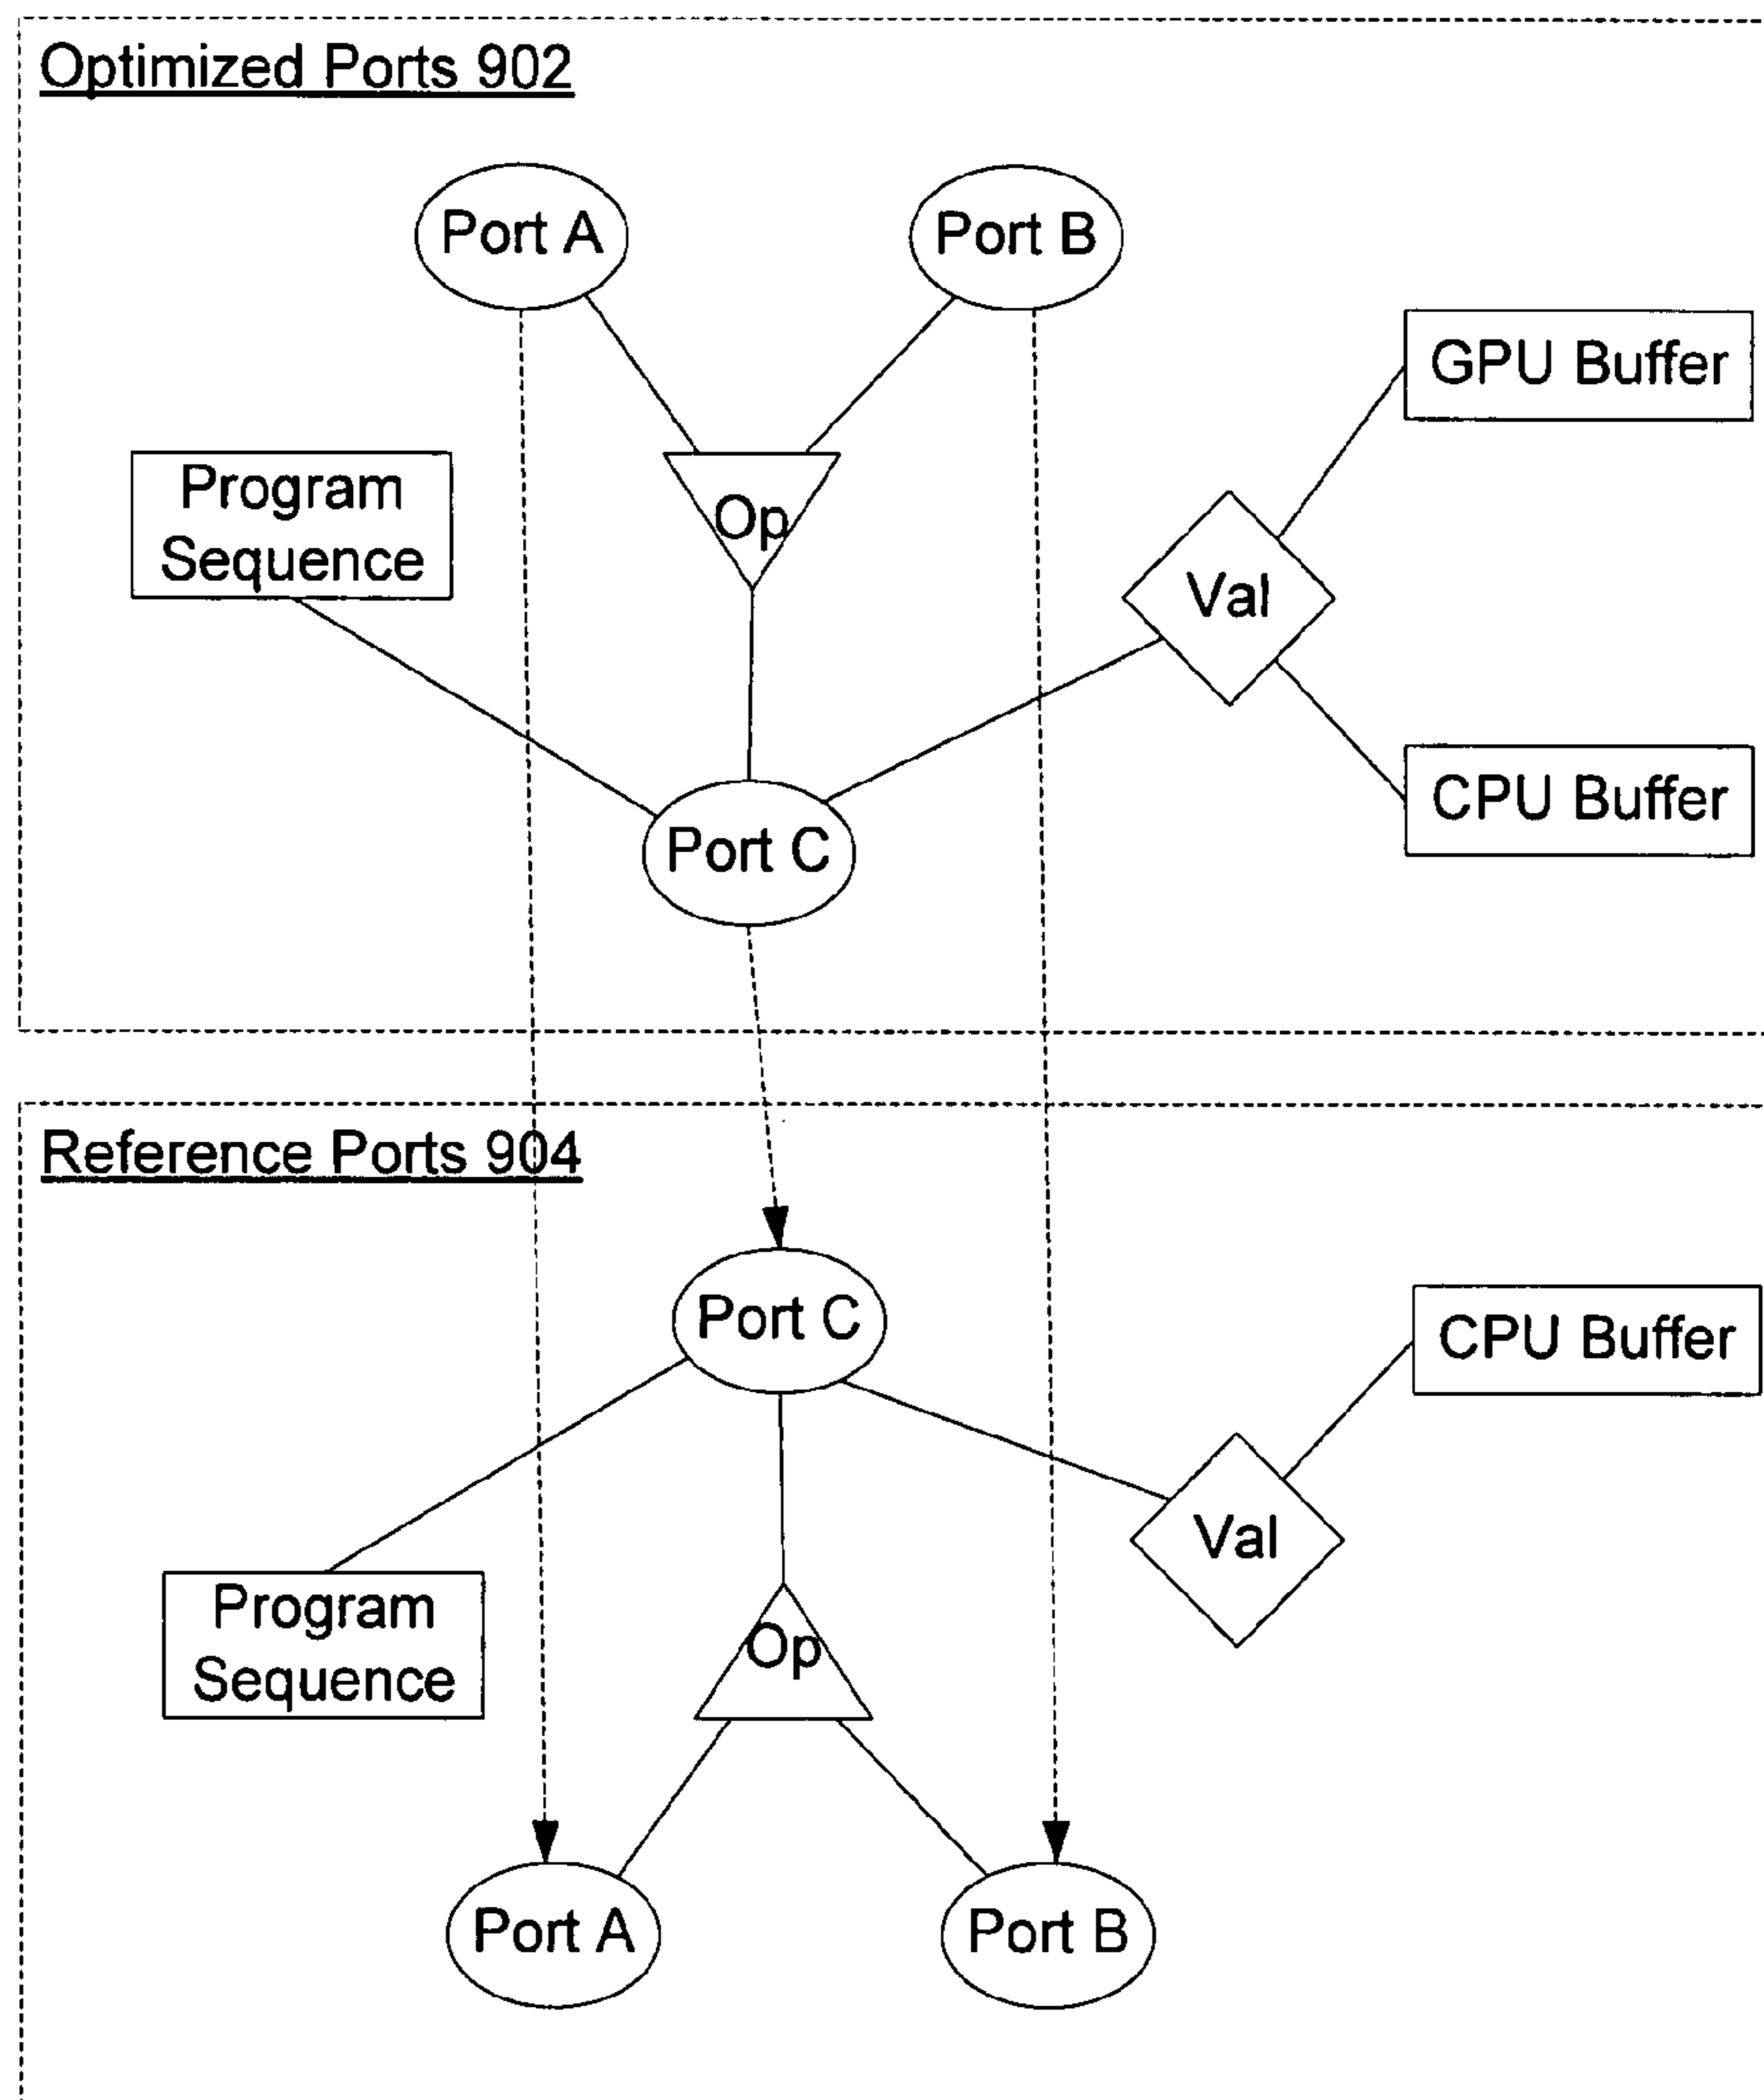 Optimized Ports 902
Port A
Port B
GPU Buffer
Program
Sequence
Op
Val
CPU Buffer
Port C
Reference Ports 904
Port C
CPU Buffer
Val
Program
Sequence
Op
Port A
Port B